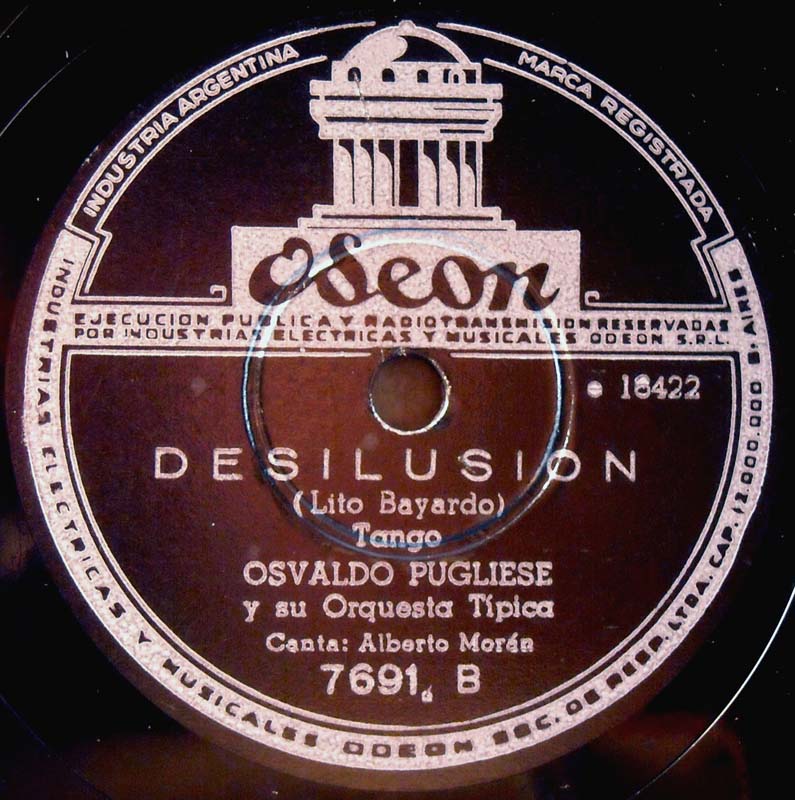 INDUSTRIA ARGENTINA
MARCA REGISTRADA
Odeon
EJECUCION PUBLICA Y RADIOTRANSMISION RESERVADAS
POR INDUSTRIAS ELECTRICAS Y MUSICALES ODEON S.R.L.
18422
DESILUSION
(Lito Bayardo)
Tango
OSVALDO PUGLIESE
y su Orquesta Típica
Canta: Alberto Morán
7691. B
INDUSTRIAS ELECTRICAS Y MUSICALES ODEON SOC. DE RESP. LTDA. CAP. 12.000.000 B. AIRES